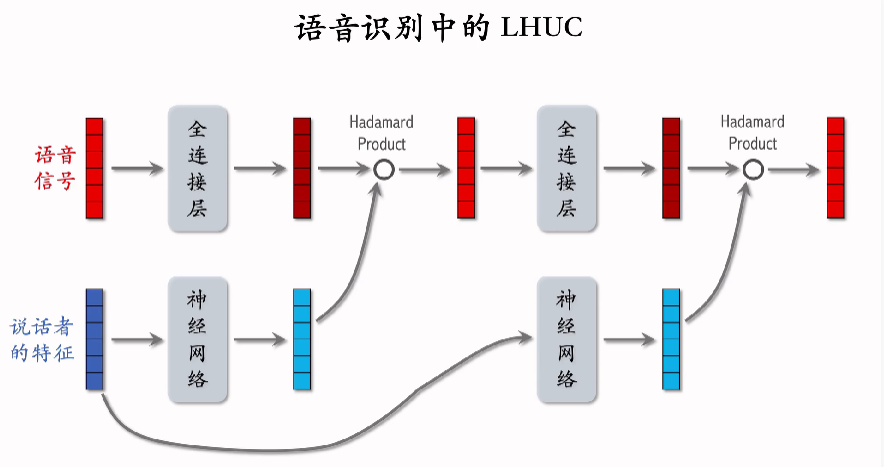 语音识别中的 LHUC
语音
信号
全
连
接
层
Hadamard
Product
全
连
接
层
Hadamard
Product
说话者
的特征
神
经
网
络
神
经
网
络